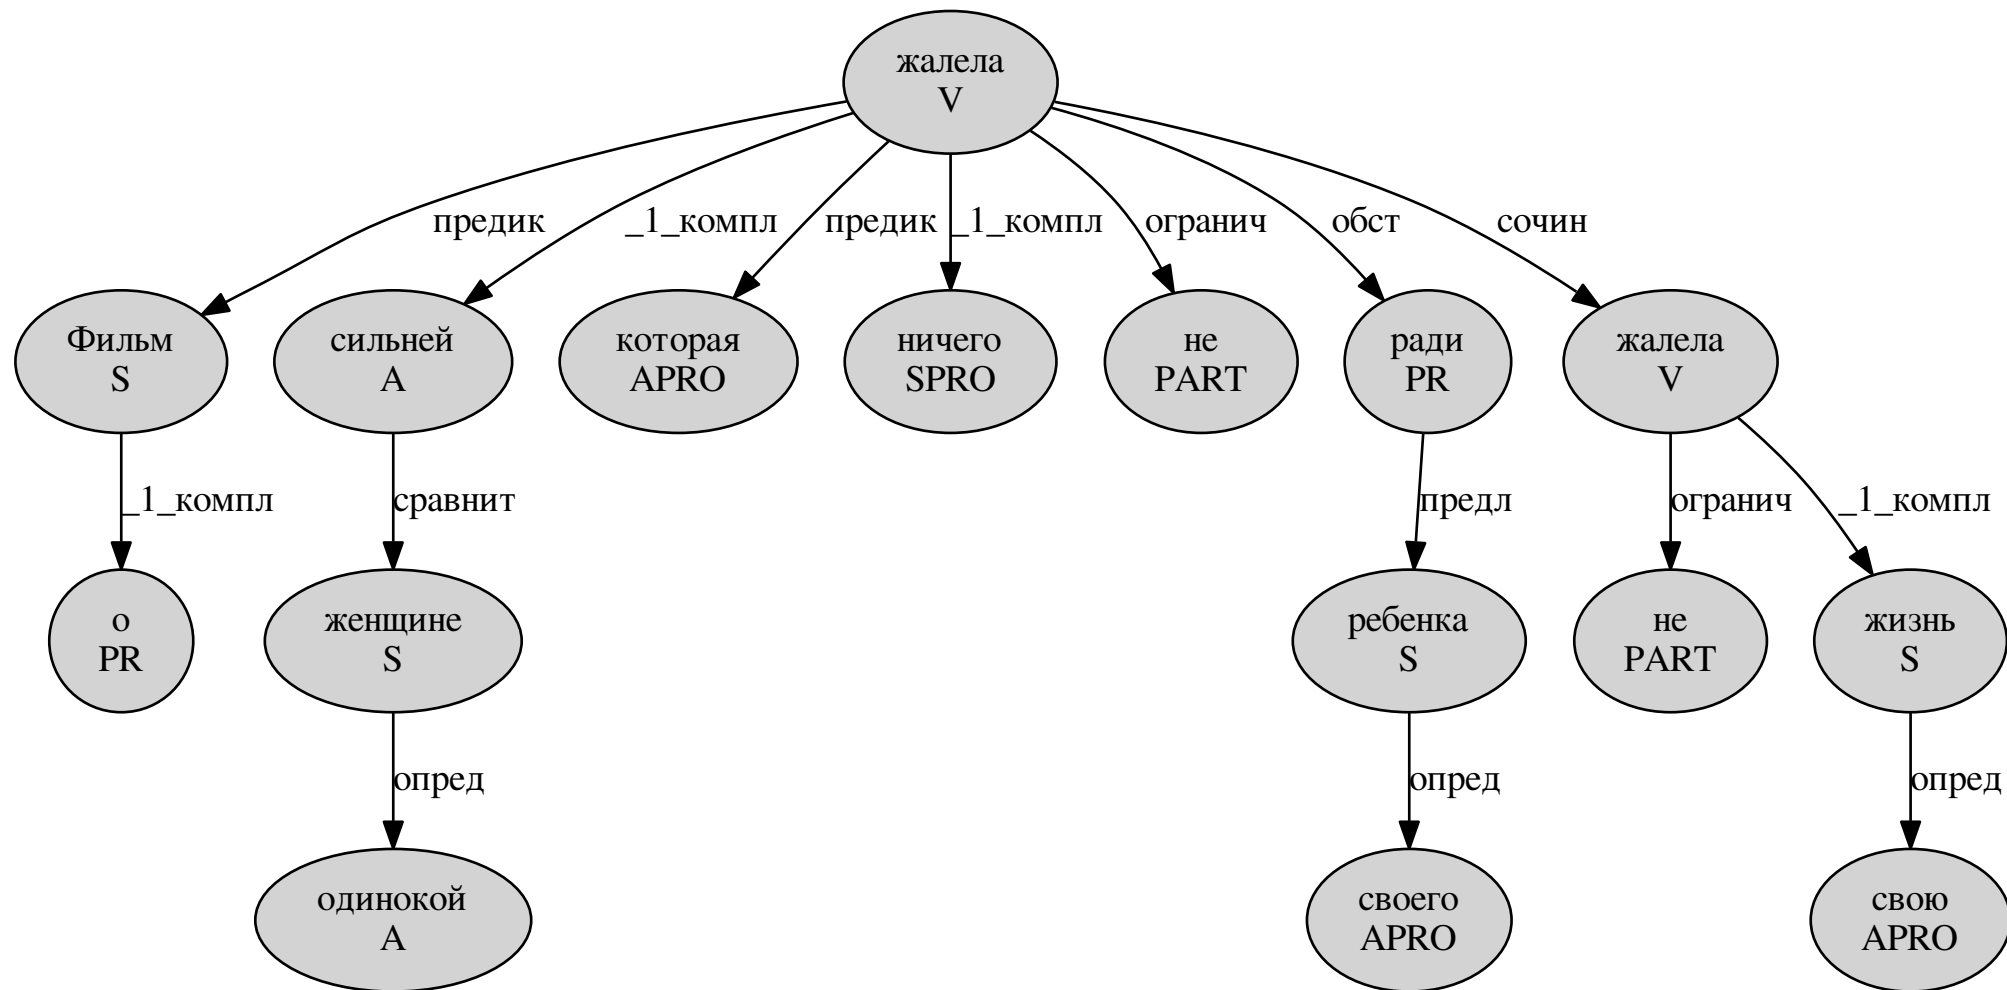 жалела
V
предик
_1_компл
предик
_1_компл
огранич
обст
сочин
Фильм
S
сильней
A
которая
APRO
ничего
SPRO
не
PART
ради
PR
жалела
V
_1_компл
сравнит
предл
огранич
_1_компл
о
PR
женщине
S
ребенка
S
не
PART
жизнь
S
опред
опред
опред
одинокой
A
своего
APRO
свою
APRO